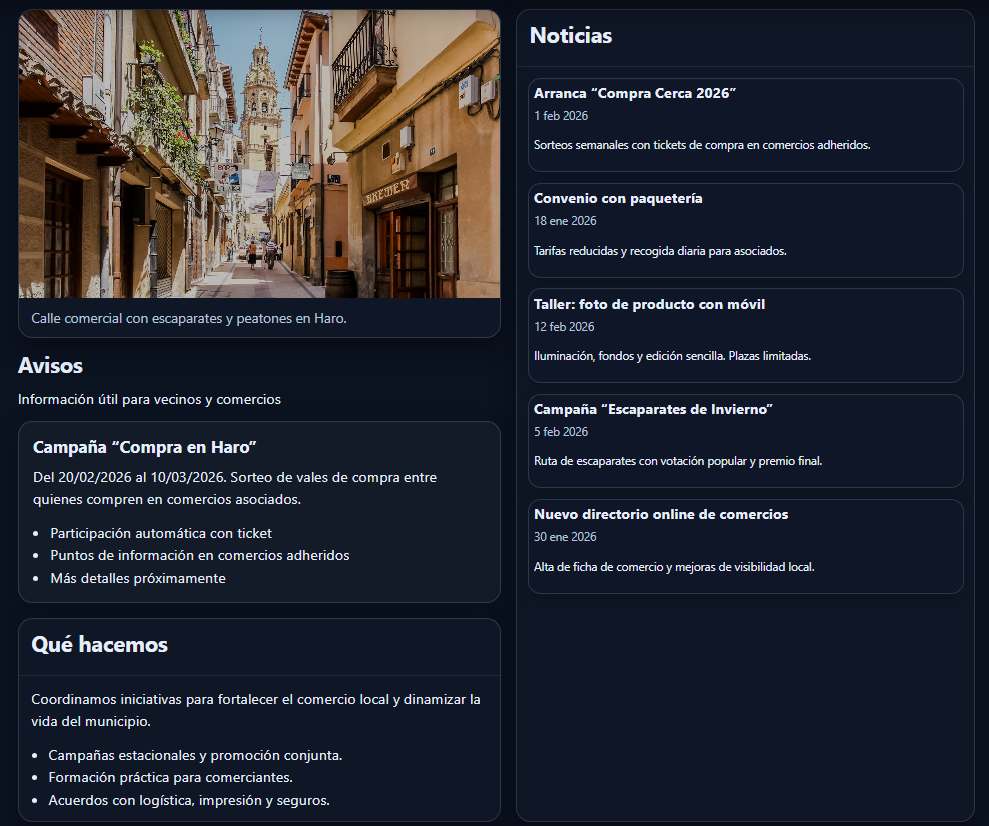 BREMEN
Calle comercial con escaparates y peatones en Haro.
Avisos
Información útil para vecinos y comercios
Campaña “Compra en Haro”
Del 20/02/2026 al 10/03/2026. Sorteo de vales de compra entre
quienes compren en comercios asociados.
• Participación automática con ticket
• Puntos de información en comercios adheridos
• Más detalles próximamente
Qué hacemos
Coordinamos iniciativas para fortalecer el comercio local y dinamizar la
vida del municipio.
• Campañas estacionales y promoción conjunta.
• Formación práctica para comerciantes.
• Acuerdos con logística, impresión y seguros.
Noticias
Arranca “Compra Cerca 2026”
1 feb 2026
Sorteos semanales con tickets de compra en comercios adheridos.
Convenio con paquetería
18 ene 2026
Tarifas reducidas y recogida diaria para asociados.
Taller: foto de producto con móvil
12 feb 2026
Iluminación, fondos y edición sencilla. Plazas limitadas.
Campaña “Escaparates de Invierno”
5 feb 2026
Ruta de escaparates con votación popular y premio final.
Nuevo directorio online de comercios
30 ene 2026
Alta de ficha de comercio y mejoras de visibilidad local.